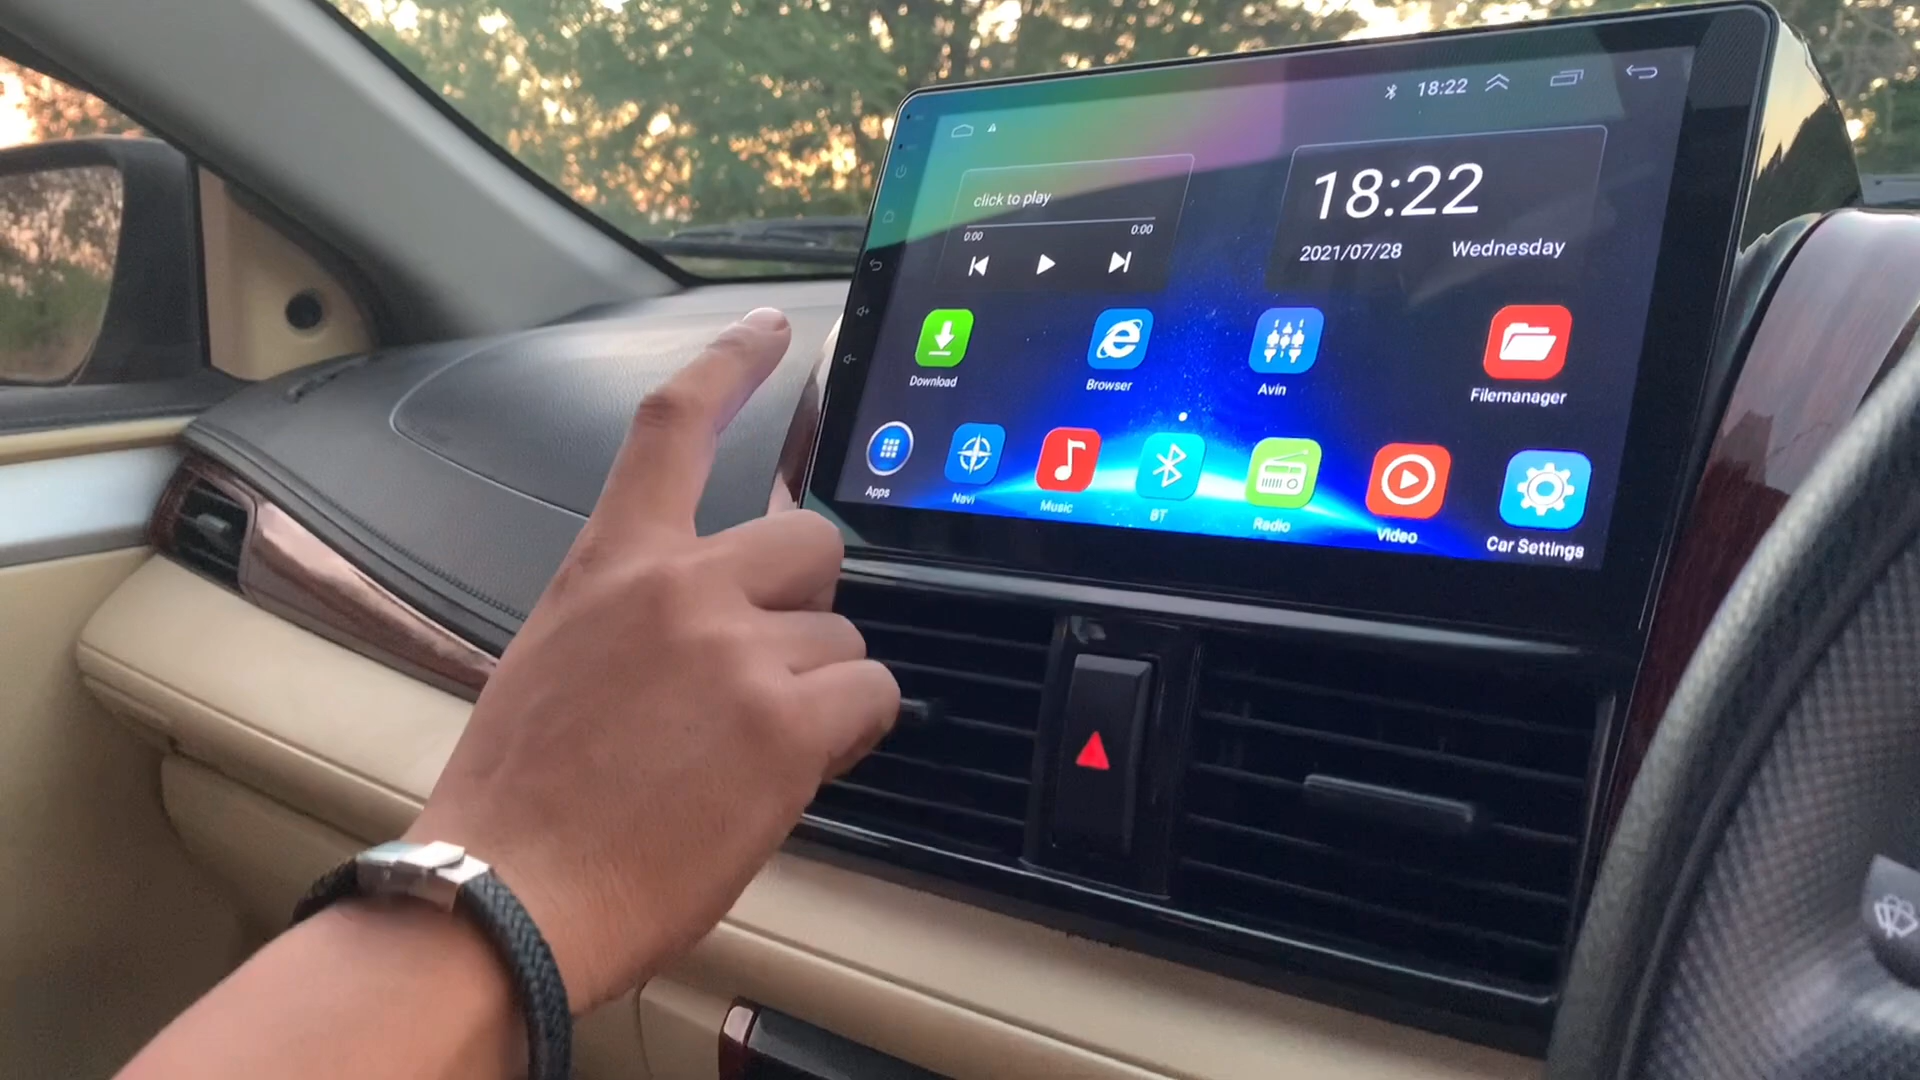 18:22
click to play
0:00 0:00
18:22
2021/07/28 Wednesday
Download Browser Avin Filemanager
Apps Navi Music BT Radio Video Car Settings